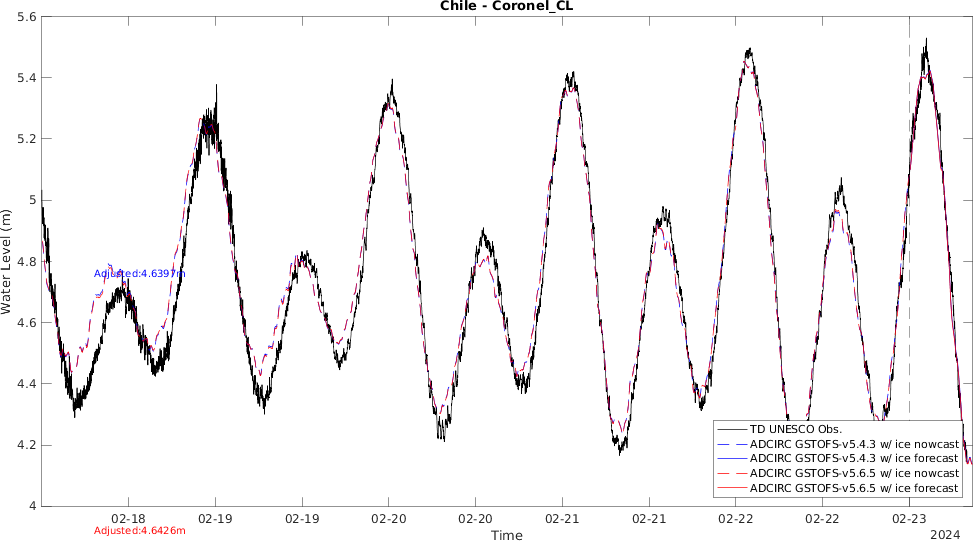 Chile - Coronel_CL
5.6
5.4
5.2
5
4.8
4.6
4.4
4.2
4
Water Level (m)
Adjusted:4.6397m
TD UNESCO Obs.
ADCIRC GSTOFS-v5.4.3 w/ ice nowcast
ADCIRC GSTOFS-v5.4.3 w/ ice forecast
ADCIRC GSTOFS-v5.6.5 w/ ice nowcast
ADCIRC GSTOFS-v5.6.5 w/ ice forecast
02-18 02-19 02-19 02-20 02-20 02-21 02-21 02-22 02-22 02-23
Adjusted:4.6426m
Time
2024